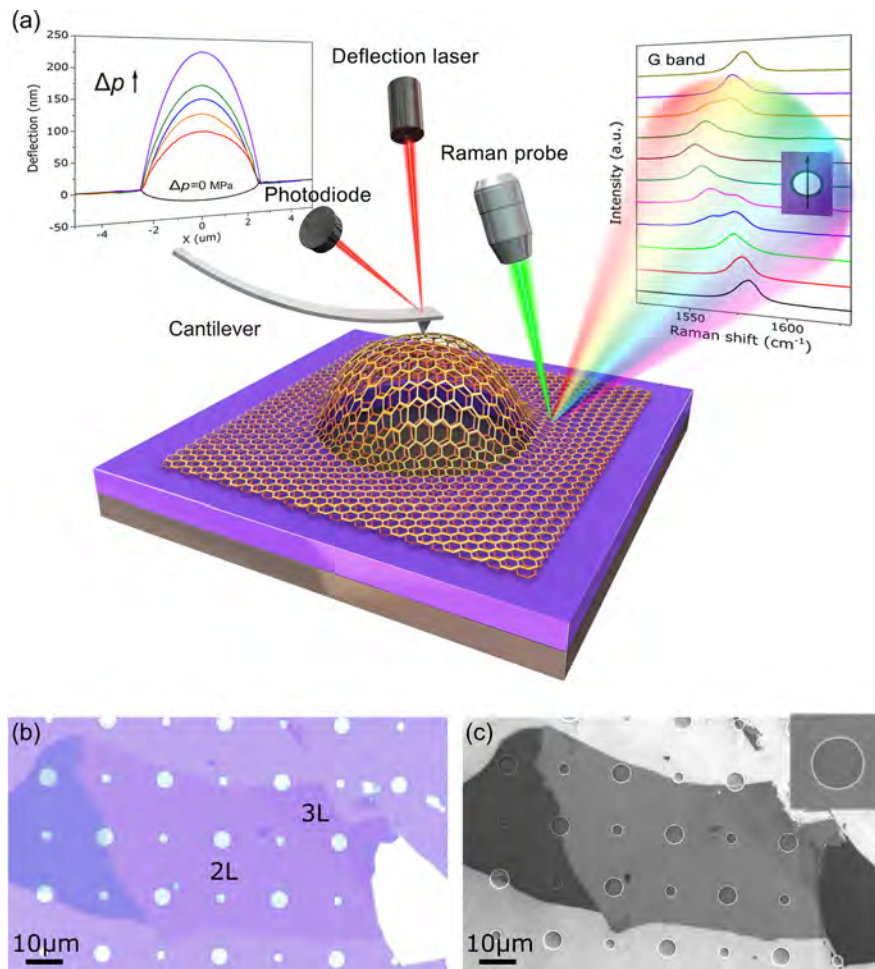 (a)
250
200
150
100
50
0
-50
Deflection (nm)
Δp↑
Δp=0 MPa
-4
-2
0
2
4
X (um)
Deflection laser
Photodiode
Raman probe
Cantilever
G band
Intensity (a.u.)
1550
1600
Raman shift (cm⁻¹)
(b)
3L
2L
10μm
(c)
10μm